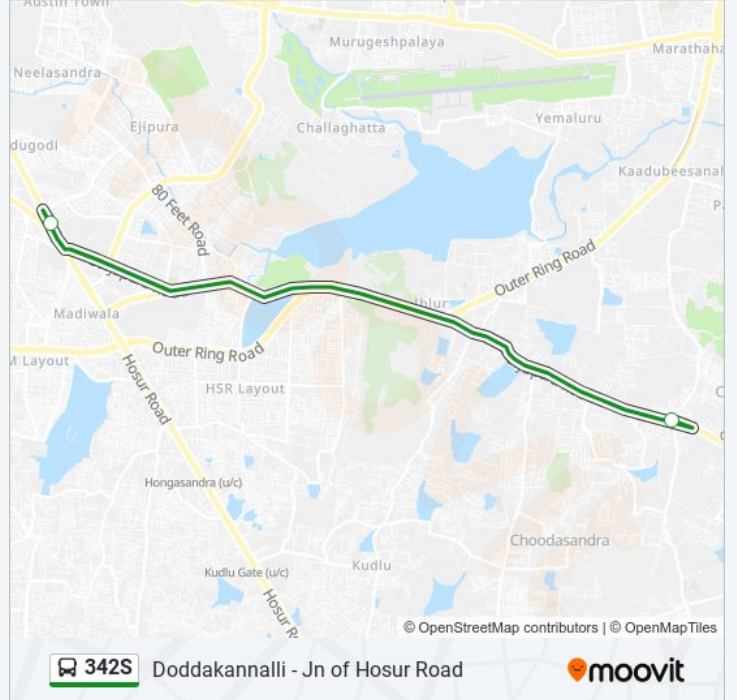 Austin Town
Murugeshpalaya
Neelasandra
Ejipura
Challaghatta
Yemaluru
dugodi
Kaadubeesanah
80 Feet Road
Outer Ring Road
Madiwala
Outer Ring Road
Layout
HSR Layout
Hosur Road
Hongasandra (u/c)
Choodasandra
Kudlu Gate (u/c)
Kudlu
Hosur R
© OpenStreetMap contributors | © OpenMapTiles
342S Doddakannalli - Jn of Hosur Road
moovit